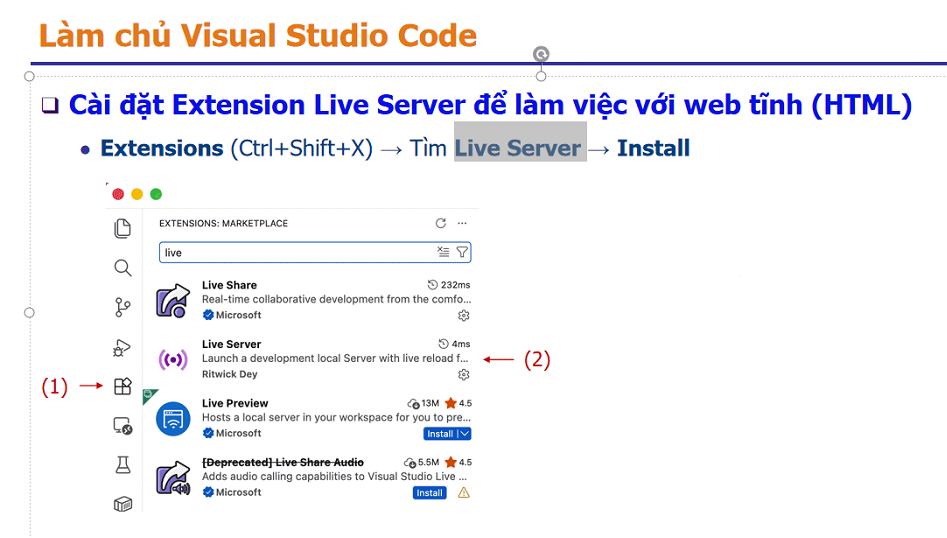 Làm chủ Visual Studio Code
Cài đặt Extension Live Server để làm việc với web tĩnh (HTML)
• Extensions (Ctrl+Shift+X) → Tìm Live Server → Install
EXTENSIONS: MARKETPLACE
live
Live Share 232ms
Real-time collaborative development from the comfo...
Microsoft
Live Server 4ms
Launch a development local Server with live reload f...
(2)
Ritwick Dey
(1)
Live Preview 13M 4.5
Hosts a local server in your workspace for you to pre...
Microsoft Install
[Deprecated] Live Share Audio 5.5M 4.5
Adds audio calling capabilities to Visual Studio Live ...
Microsoft Install